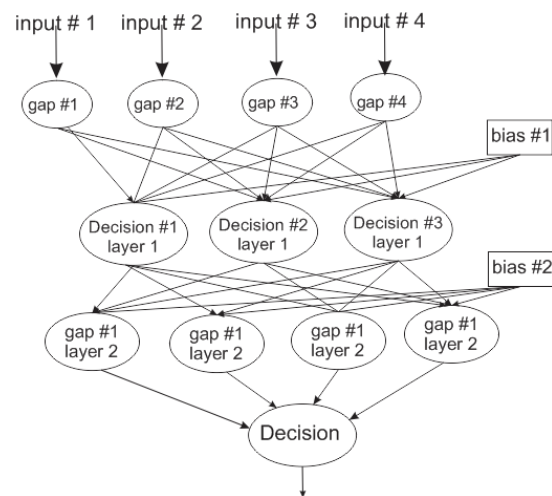 input # 1 input # 2 input # 3 input # 4
gap #1 gap #2 gap #3 gap #4
bias #1
Decision #1 Decision #2 Decision #3
layer 1 layer 1 layer 1
bias #2
gap #1 gap #1 gap #1 gap #1
layer 2 layer 2 layer 2 layer 2
Decision